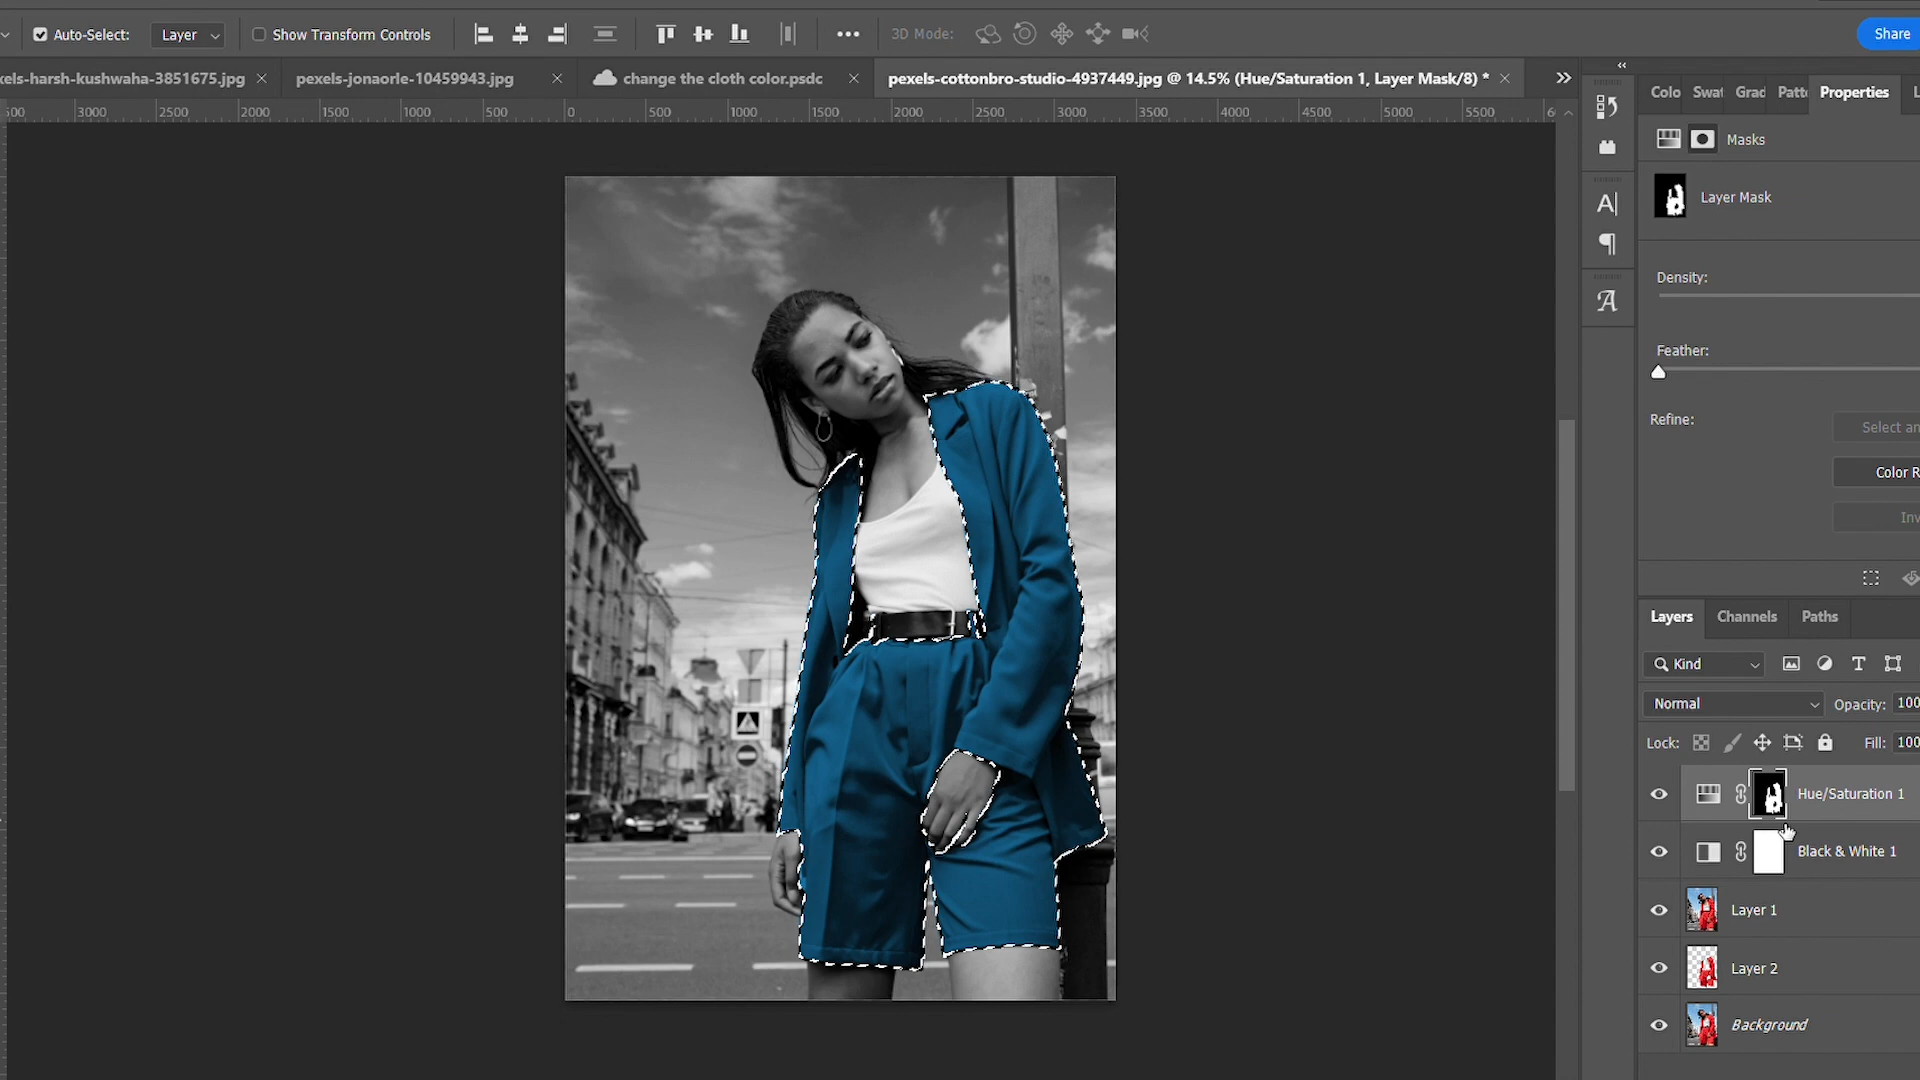 Auto-Select: Layer Show Transform Controls 3D Mode: Share
xels-harsh-kushwaha-3851675.jpg pexels-jonaorle-10459943.jpg change the cloth color.psdc pexels-cottonbro-studio-4937449.jpg @ 14.5% (Hue/Saturation 1, Layer Mask/8) *
500 3000 2500 2000 1500 1000 500 0 500 1000 1500 2000 2500 3000 3500 4000 4500 5000 5500 6
Colo Swat Grad Patte Properties L
Masks
Layer Mask
Density:
Feather:
Refine:
Select an
Color R
Inv
Layers Channels Paths
Kind
Normal Opacity: 100
Lock: Fill: 100
Hue/Saturation 1
Black & White 1
Layer 1
Layer 2
Background